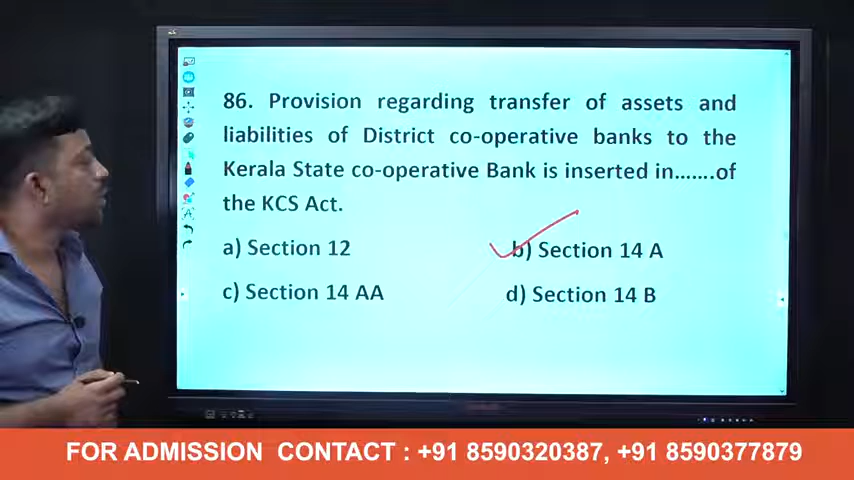 86. Provision regarding transfer of assets and
liabilities of District co-operative banks to the
Kerala State co-operative Bank is inserted in.......of
the KCS Act.
a) Section 12
b) Section 14 A
c) Section 14 AA
d) Section 14 B
FOR ADMISSION CONTACT : +91 8590320387, +91 8590377879